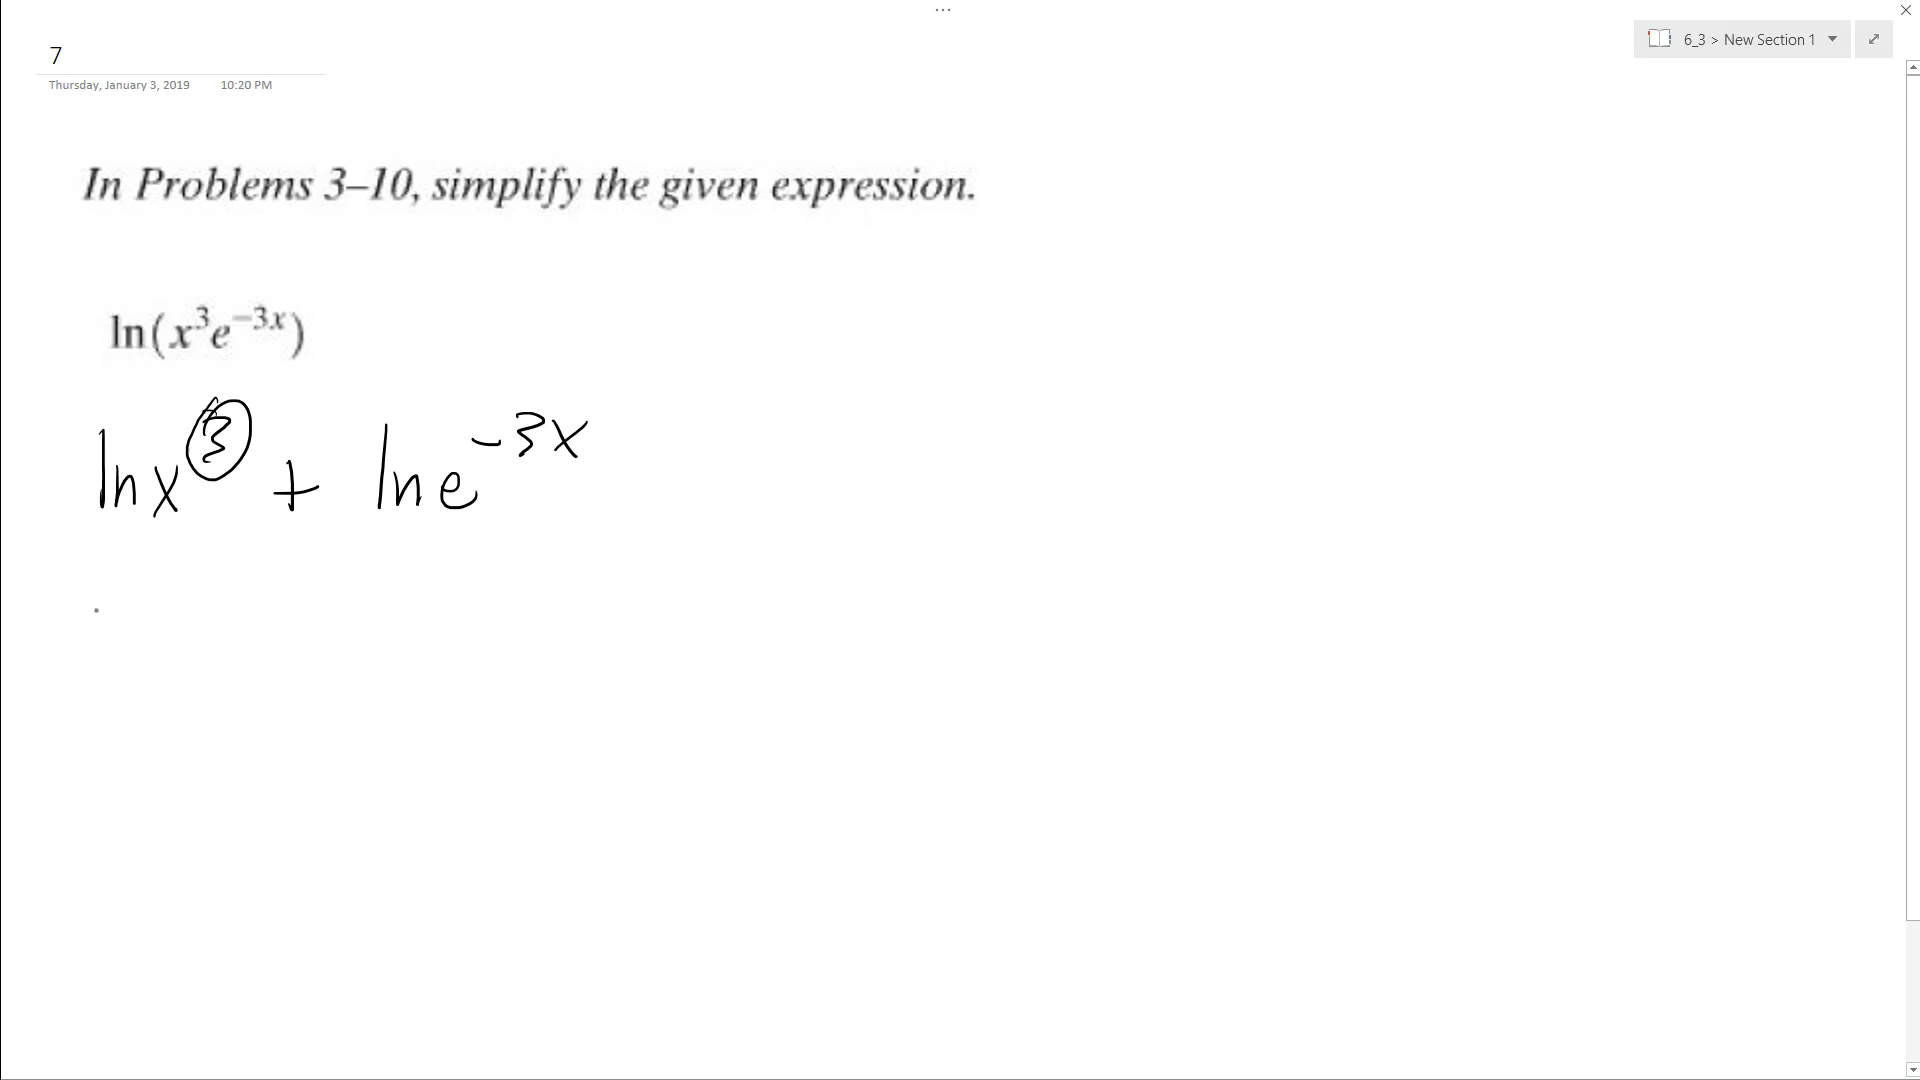 ...
6_3 > New Section 1
7
Thursday, January 3, 2019 10:20 PM
In Problems 3–10, simplify the given expression.
ln(x³e⁻³ˣ)
ln x³ + ln e⁻³ˣ